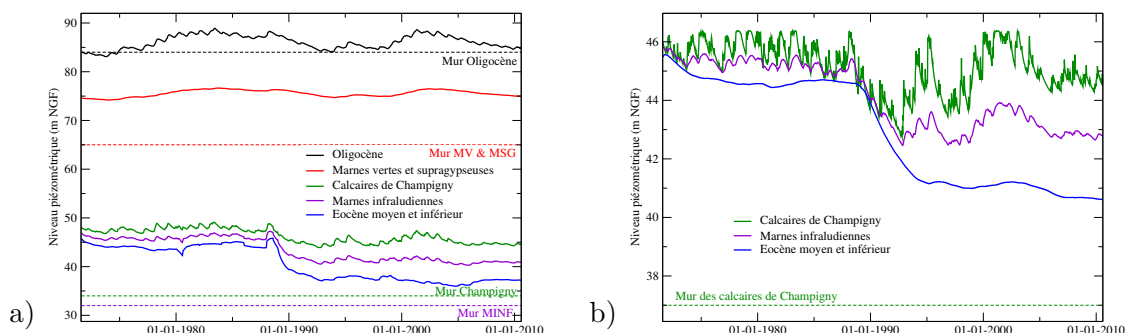 Niveau piézométrique (m NGF)
90
80
70
60
50
40
30
Mur Oligocène
Mur MV & MSG
Oligocène
Marnes vertes et supragypseuses
Calcaires de Champigny
Marnes infraludiennes
Eocène moyen et inférieur
Mur Champigny
Mur MINF
01-01-1980
01-01-1990
01-01-2000
01-01-2010
a)
Niveau piézométrique (m NGF)
46
44
42
40
38
Calcaires de Champigny
Marnes infraludiennes
Eocène moyen et inférieur
Mur des calcaires de Champigny
01-01-1980
01-01-1990
01-01-2000
01-01-2010
b)